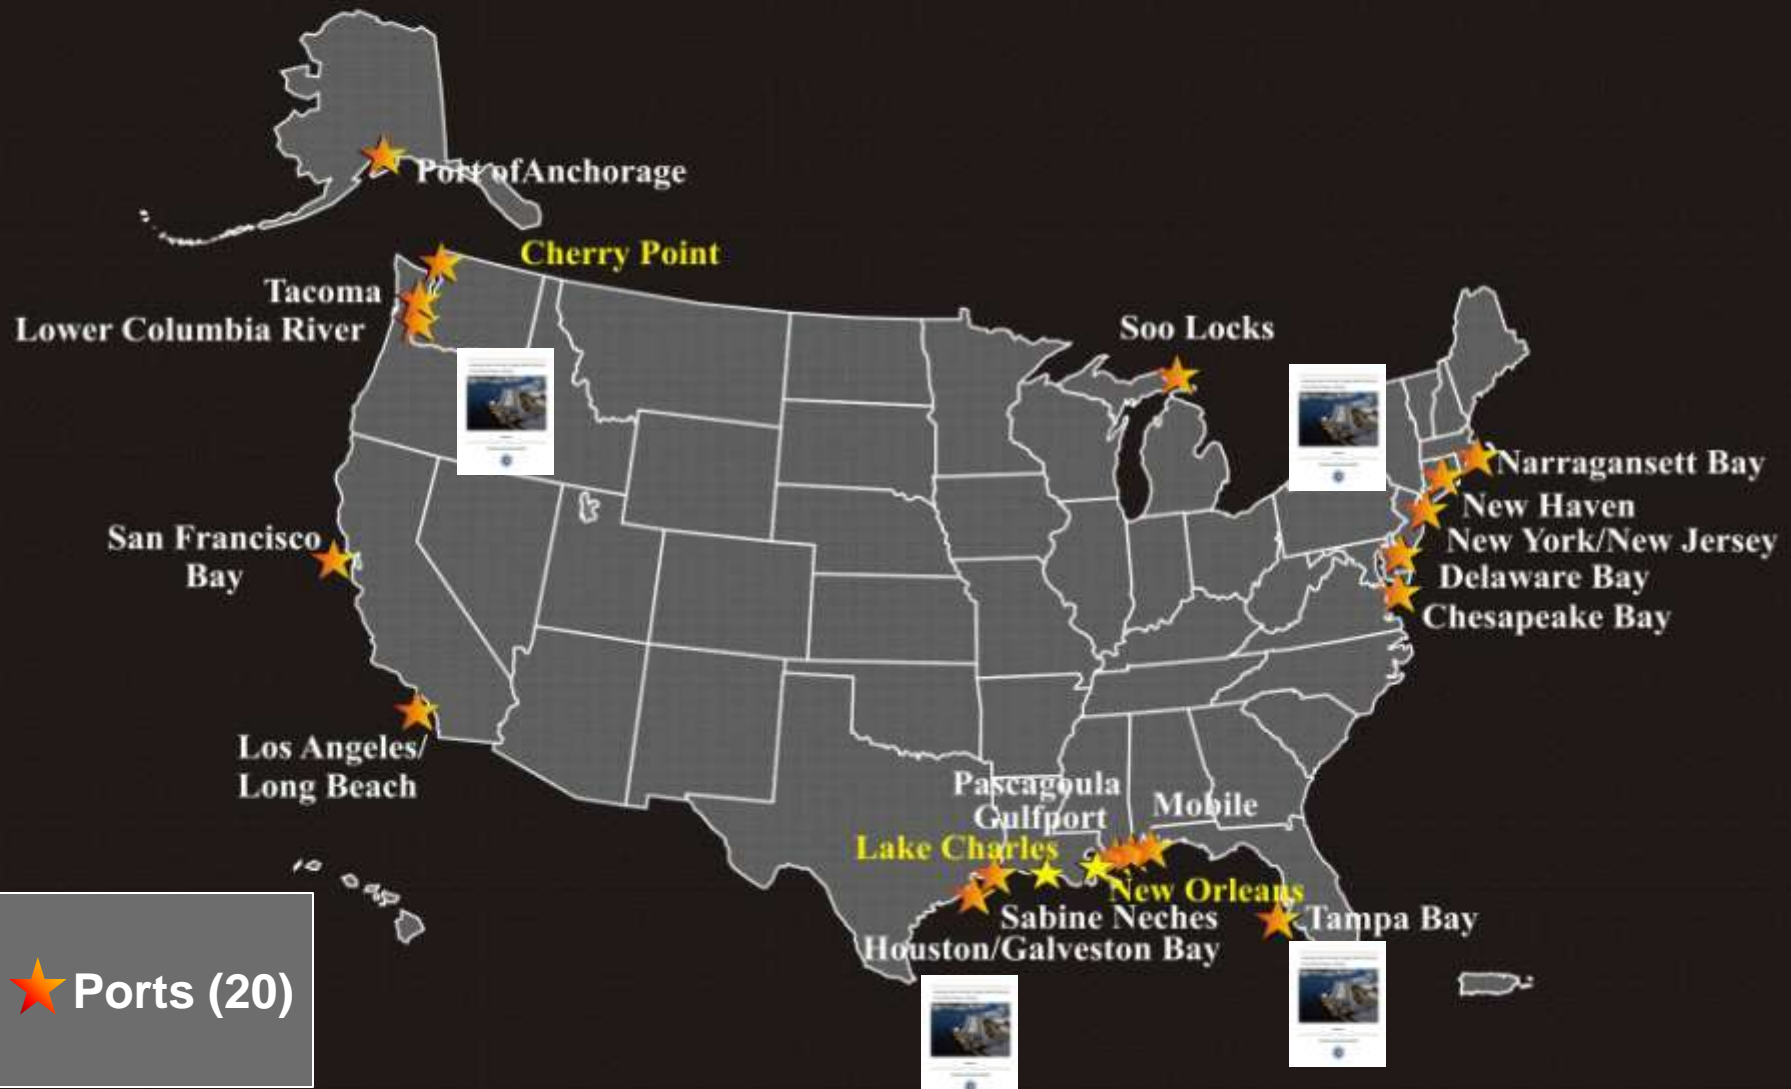 Port ofAnchorage
Cherry Point
Tacoma
Lower Columbia River
Soo Locks
Narragansett Bay
New Haven
San Francisco
Bay
New York/New Jersey
Delaware Bay
Chesapeake Bay
Los Angeles/
Long Beach
Pascagoula
Gulfport
Mobile
Lake Charles
New Orleans
Sabine Neches
Tampa Bay
Houston/Galveston Bay
Ports (20)